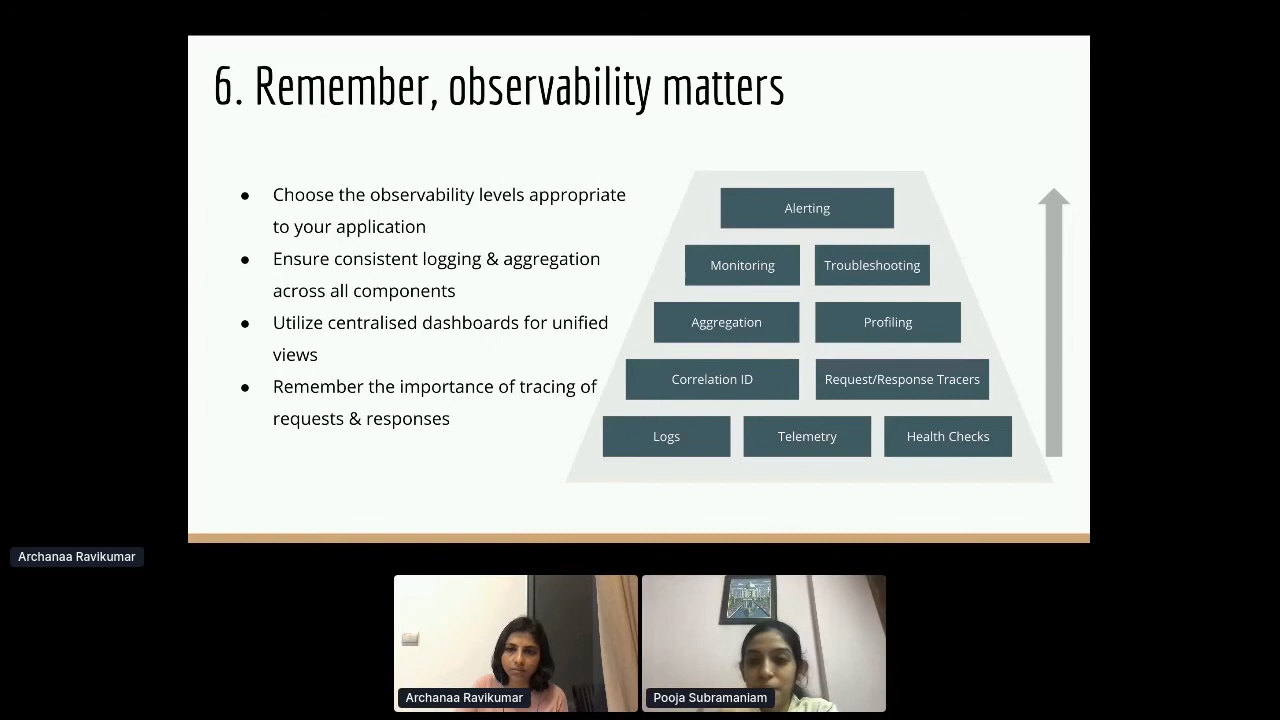 6. Remember, observability matters
● Choose the observability levels appropriate
to your application
● Ensure consistent logging & aggregation
across all components
● Utilize centralised dashboards for unified
views
● Remember the importance of tracing of
requests & responses
Alerting
Monitoring Troubleshooting
Aggregation Profiling
Correlation ID Request/Response Tracers
Logs Telemetry Health Checks
Archanaa Ravikumar
Archanaa Ravikumar
Pooja Subramaniam